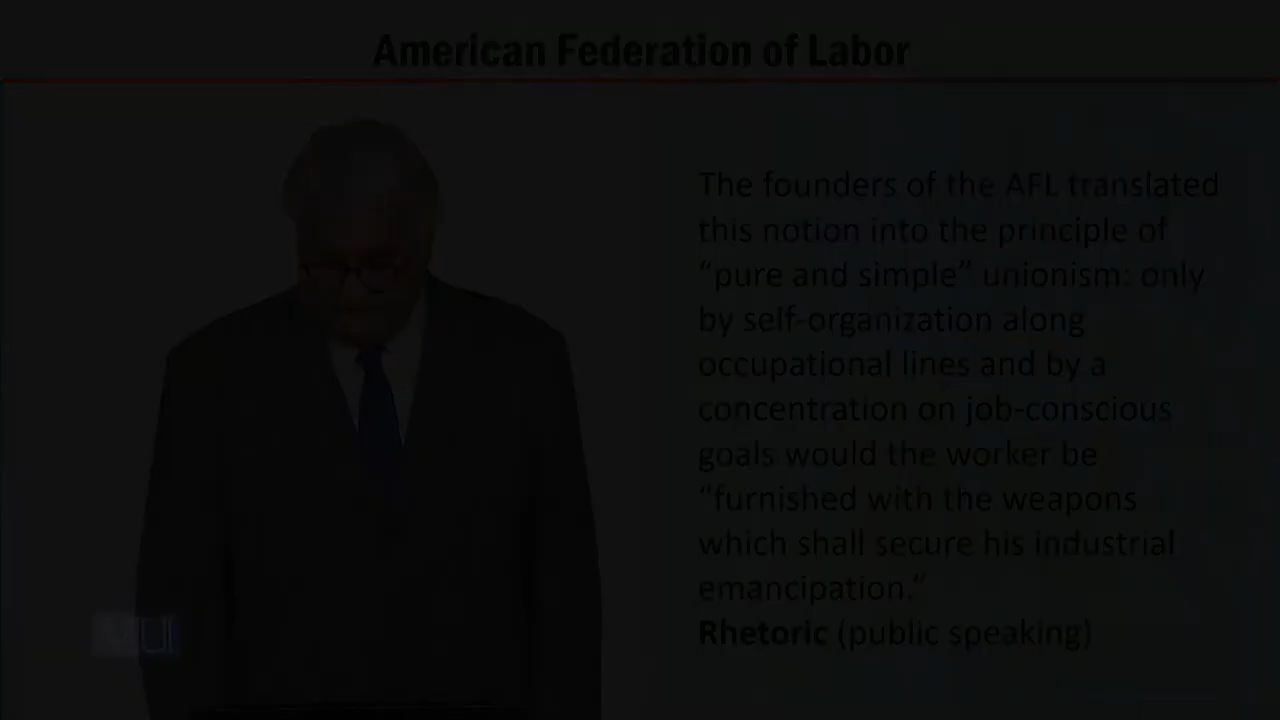 American Federation of Labor
The founders of the AFL translated
this notion into the principle of
“pure and simple” unionism: only
by self-organization along
occupational lines and by a
concentration on job-conscious
goals would the worker be
“furnished with the weapons
which shall secure his industrial
emancipation.”
Rhetoric (public speaking)